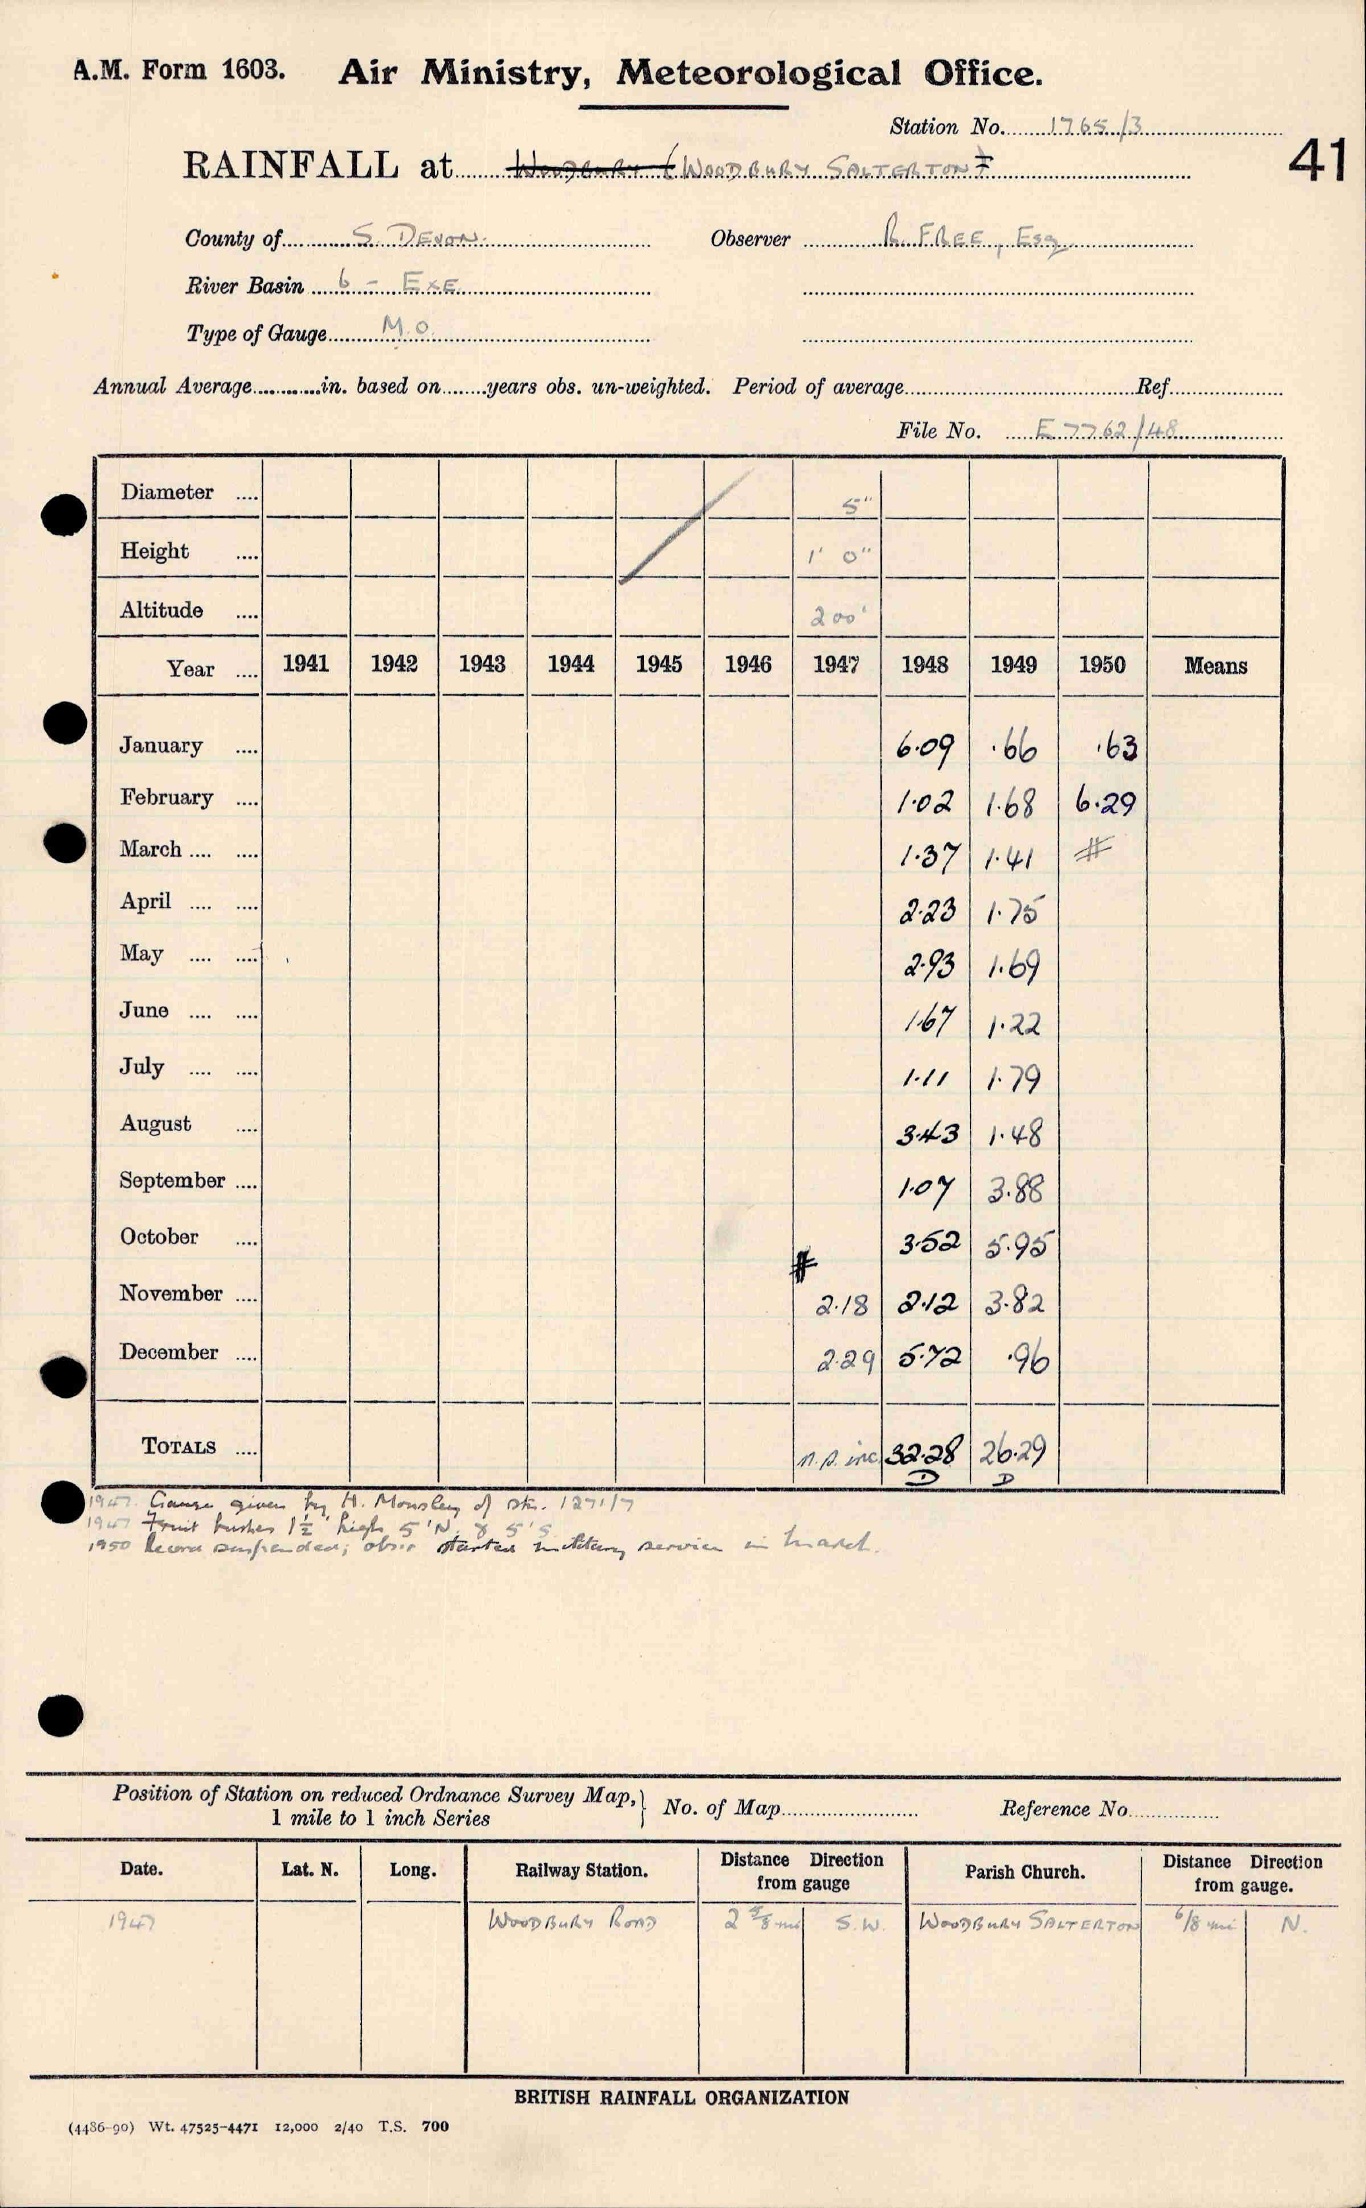 A.M. Form 1603. Air Ministry, Meteorological Office.
Station No. 1765/3
41
RAINFALL at Woodbury (Woodbury Salterton)
County of S. Devon. Observer R. Free, Esq
River Basin 6 - Exe
Type of Gauge M.O.
Annual Average in. based on years obs. un-weighted. Period of average Ref
File No. E 7762/48
Diameter .... 5"
Height .... 1' 0"
Altitude .... 200'
Year .... 1941 1942 1943 1944 1945 1946 1947 1948 1949 1950 Means
January .... 6.09 .66 .63
February .... 1.02 1.68 6.29
March .... .... 1.37 1.41 #
April .... .... 2.23 1.75
May .... .... 2.93 1.69
June .... .... 1.67 1.22
July .... .... 1.11 1.79
August .... 3.43 1.48
September .... 1.07 3.88
October .... 3.52 5.95
#
November .... 2.18 2.12 3.82
December .... 2.29 5.72 .96
Totals .... inc. 32.28 26.29
D D
1947. Gauge given by H. Mousley of stn. 1271/7
1947 Fruit bushes 1½' high 5' N. & 5' S.
1950 Record suspended; obsr started military service in March.
Position of Station on reduced Ordnance Survey Map, } No. of Map Reference No.
1 mile to 1 inch Series
Date. Lat. N. Long. Railway Station. Distance Direction from gauge Parish Church. Distance Direction from gauge.
1947 Woodbury Road 2 5/8 mi S.W. Woodbury Salterton 6/8 mi N.
BRITISH RAINFALL ORGANIZATION
(4486-90) Wt. 47525-4471 12,000 2/40 T.S. 700